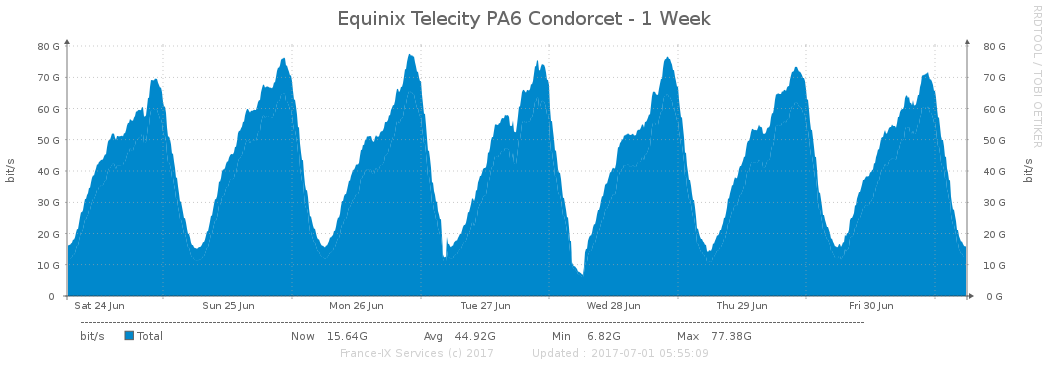 Equinix Telecity PA6 Condorcet - 1 Week
RRDTOOL / TOBI OETIKER
80 G 80 G
70 G 70 G
60 G 60 G
50 G 50 G
40 G 40 G
30 G 30 G
20 G 20 G
10 G 10 G
0 0 G
bit/s bit/s
Sat 24 Jun Sun 25 Jun Mon 26 Jun Tue 27 Jun Wed 28 Jun Thu 29 Jun Fri 30 Jun
bit/s Total Now 15.64G Avg 44.92G Min 6.82G Max 77.38G
France-IX Services (c) 2017 Updated : 2017-07-01 05:55:09